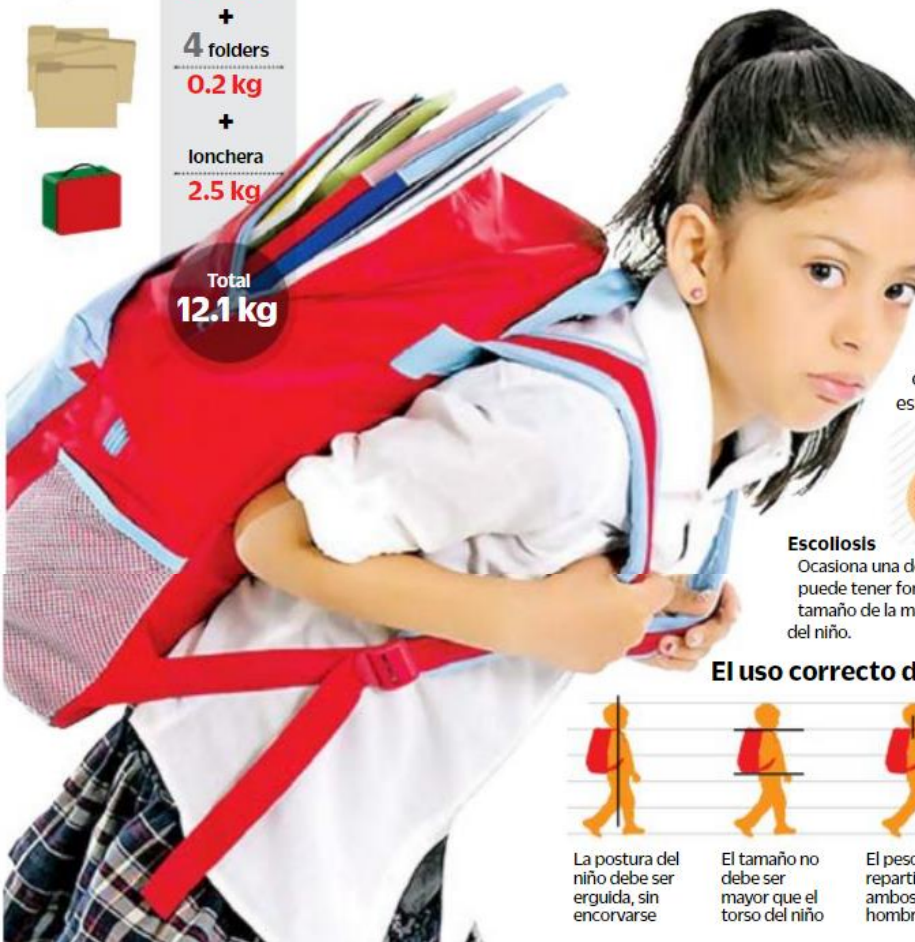 +
4 folders
0.2 kg
+
lonchera
2.5 kg
Total
12.1 kg
es
Escoliosis
Ocasiona una de
puede tener for
tamaño de la m
del niño.
El uso correcto d
La postura del
niño debe ser
erguida, sin
encorvarse
El tamaño no
debe ser
mayor que el
torso del niño
El peso
reparti
ambos
hombr